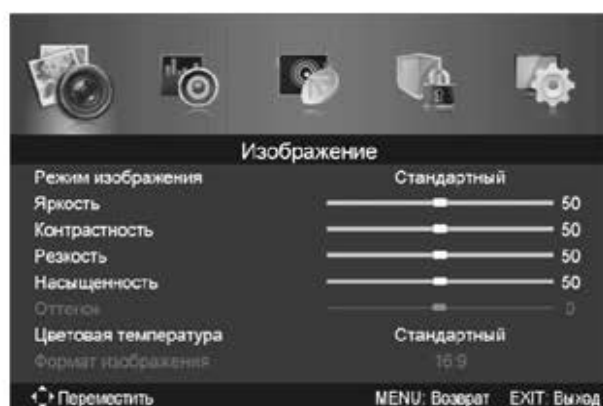 Изображение
Режим изображения Стандартный
Яркость 50
Контрастность 50
Резкость 50
Насыщенность 50
Оттенок 0
Цветовая температура Стандартный
Формат изображения 16:9
Переместить MENU: Возврат EXIT: Выход